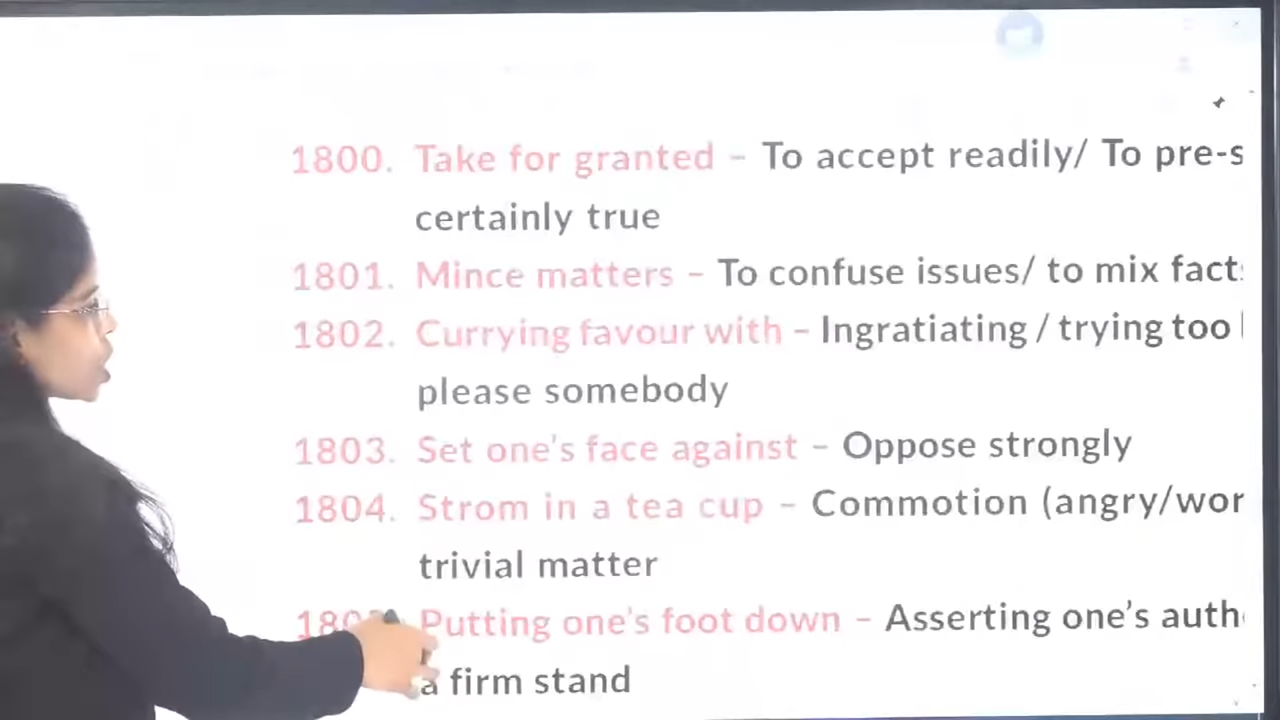 1800. Take for granted – To accept readily/ To pre-s
certainly true
1801. Mince matters – To confuse issues/ to mix fact
1802. Currying favour with – Ingratiating / trying too
please somebody
1803. Set one's face against – Oppose strongly
1804. Strom in a tea cup – Commotion (angry/wor
trivial matter
Putting one's foot down – Asserting one's auth
a firm stand